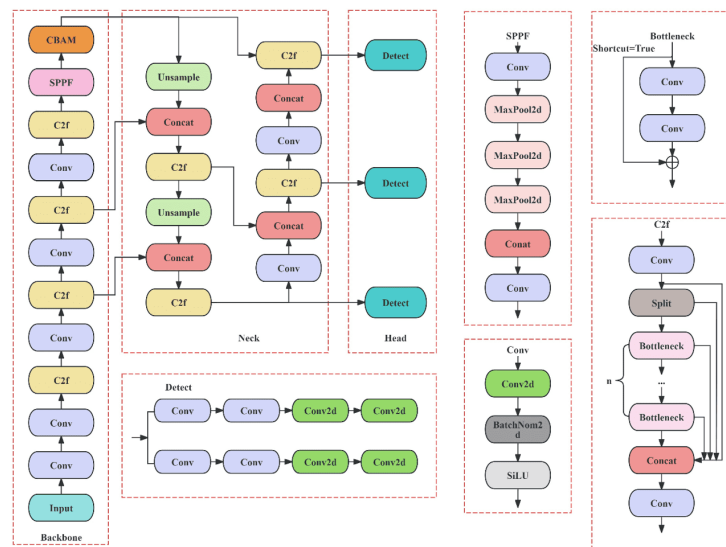 CBAM
SPPF
C2f
Conv
C2f
Conv
C2f
Conv
C2f
Conv
Conv
Input
Backbone
Unsample
Concat
C2f
Unsample
Concat
C2f
C2f
Concat
Conv
C2f
Concat
Conv
Neck
Detect
Detect
Detect
Head
Detect
Conv
Conv
Conv2d
Conv2d
Conv
Conv
Conv2d
Conv2d
SPPF
Conv
MaxPool2d
MaxPool2d
MaxPool2d
Conat
Conv
Conv
Conv2d
BatchNom2
d
SiLU
Bottleneck
Shortcut=True
Conv
Conv
C2f
Conv
Split
Bottleneck
...
n
Bottleneck
Concat
Conv